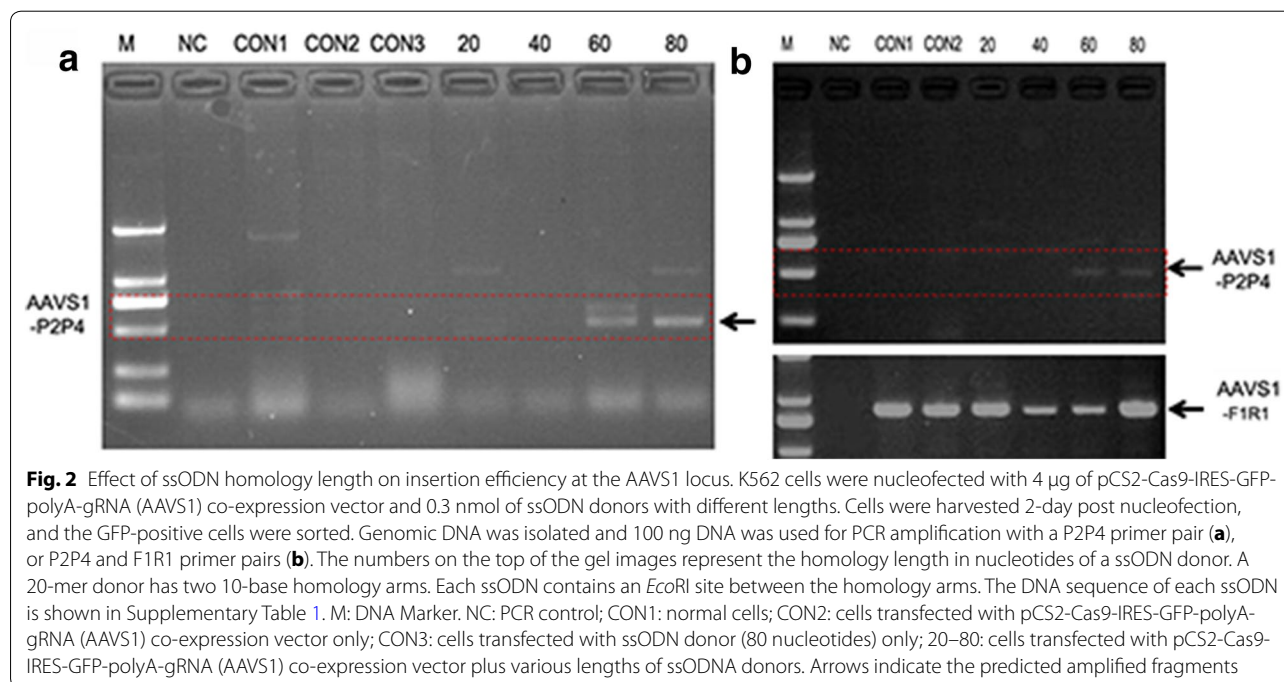 a
M NC CON1 CON2 CON3 20 40 60 80
AAVS1
-P2P4
b
M NC CON1 CON2 20 40 60 80
AAVS1
-P2P4
AAVS1
-F1R1
Fig. 2 Effect of ssODN homology length on insertion efficiency at the AAVS1 locus. K562 cells were nucleofected with 4 µg of pCS2-Cas9-IRES-GFP-
polyA-gRNA (AAVS1) co-expression vector and 0.3 nmol of ssODN donors with different lengths. Cells were harvested 2-day post nucleofection,
and the GFP-positive cells were sorted. Genomic DNA was isolated and 100 ng DNA was used for PCR amplification with a P2P4 primer pair (a),
or P2P4 and F1R1 primer pairs (b). The numbers on the top of the gel images represent the homology length in nucleotides of a ssODN donor. A
20-mer donor has two 10-base homology arms. Each ssODN contains an EcoRI site between the homology arms. The DNA sequence of each ssODN
is shown in Supplementary Table 1. M: DNA Marker. NC: PCR control; CON1: normal cells; CON2: cells transfected with pCS2-Cas9-IRES-GFP-polyA-
gRNA (AAVS1) co-expression vector only; CON3: cells transfected with ssODN donor (80 nucleotides) only; 20–80: cells transfected with pCS2-Cas9-
IRES-GFP-polyA-gRNA (AAVS1) co-expression vector plus various lengths of ssODNA donors. Arrows indicate the predicted amplified fragments